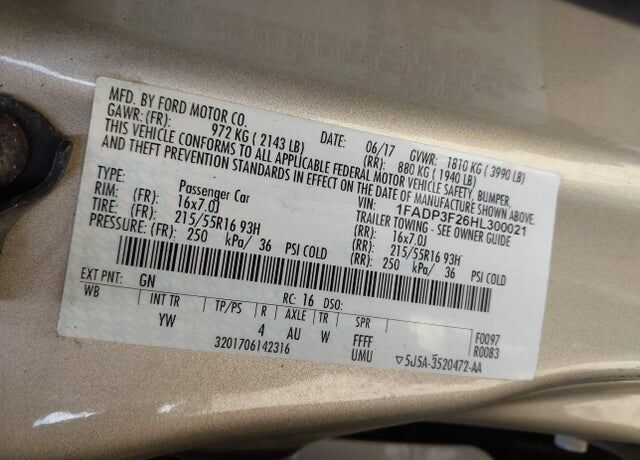 MFD. BY FORD MOTOR CO.
DATE: 06/17 GVWR: 1810 KG ( 3990 LB)
GAWR: (FR): 972 KG ( 2143 LB) (RR): 880 KG ( 1940 LB)
THIS VEHICLE CONFORMS TO ALL APPLICABLE FEDERAL MOTOR VEHICLE SAFETY, BUMPER,
AND THEFT PREVENTION STANDARDS IN EFFECT ON THE DATE OF MANUFACTURE SHOWN ABOVE.
VIN: 1FADP3F26HL300021
TYPE: Passenger Car TRAILER TOWING - SEE OWNER GUIDE
RIM: (FR): 16x7.0J (RR): 16x7.0J
TIRE: (FR): 215/55R16 93H (RR): 215/55R16 93H
PRESSURE: (FR): 250 kPa/ 36 PSI COLD (RR): 250 kPa/ 36 PSI COLD
EXT PNT: GN RC: 16 DSO:
WB INT TR TP/PS R AXLE TR SPR
YW 4 AU W FFFF F0097
3201706142316 UMU R0083
▽5J5A-3520472-AA